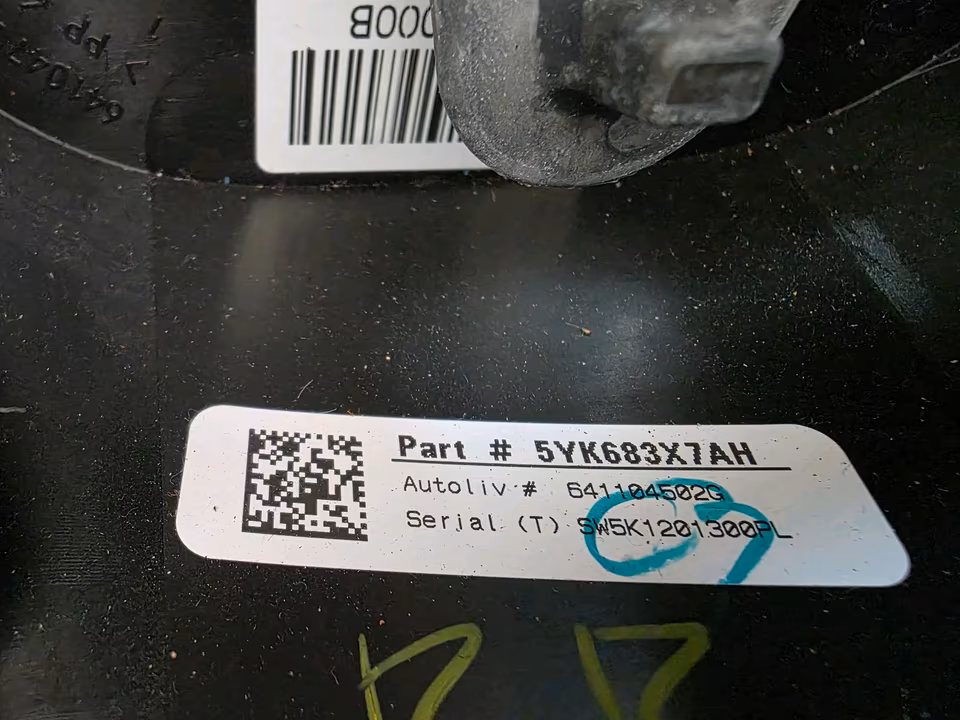 000B
Part # 5YK683X7AH
Autoliv # 641104502G
Serial (T) SW5K1201300PL